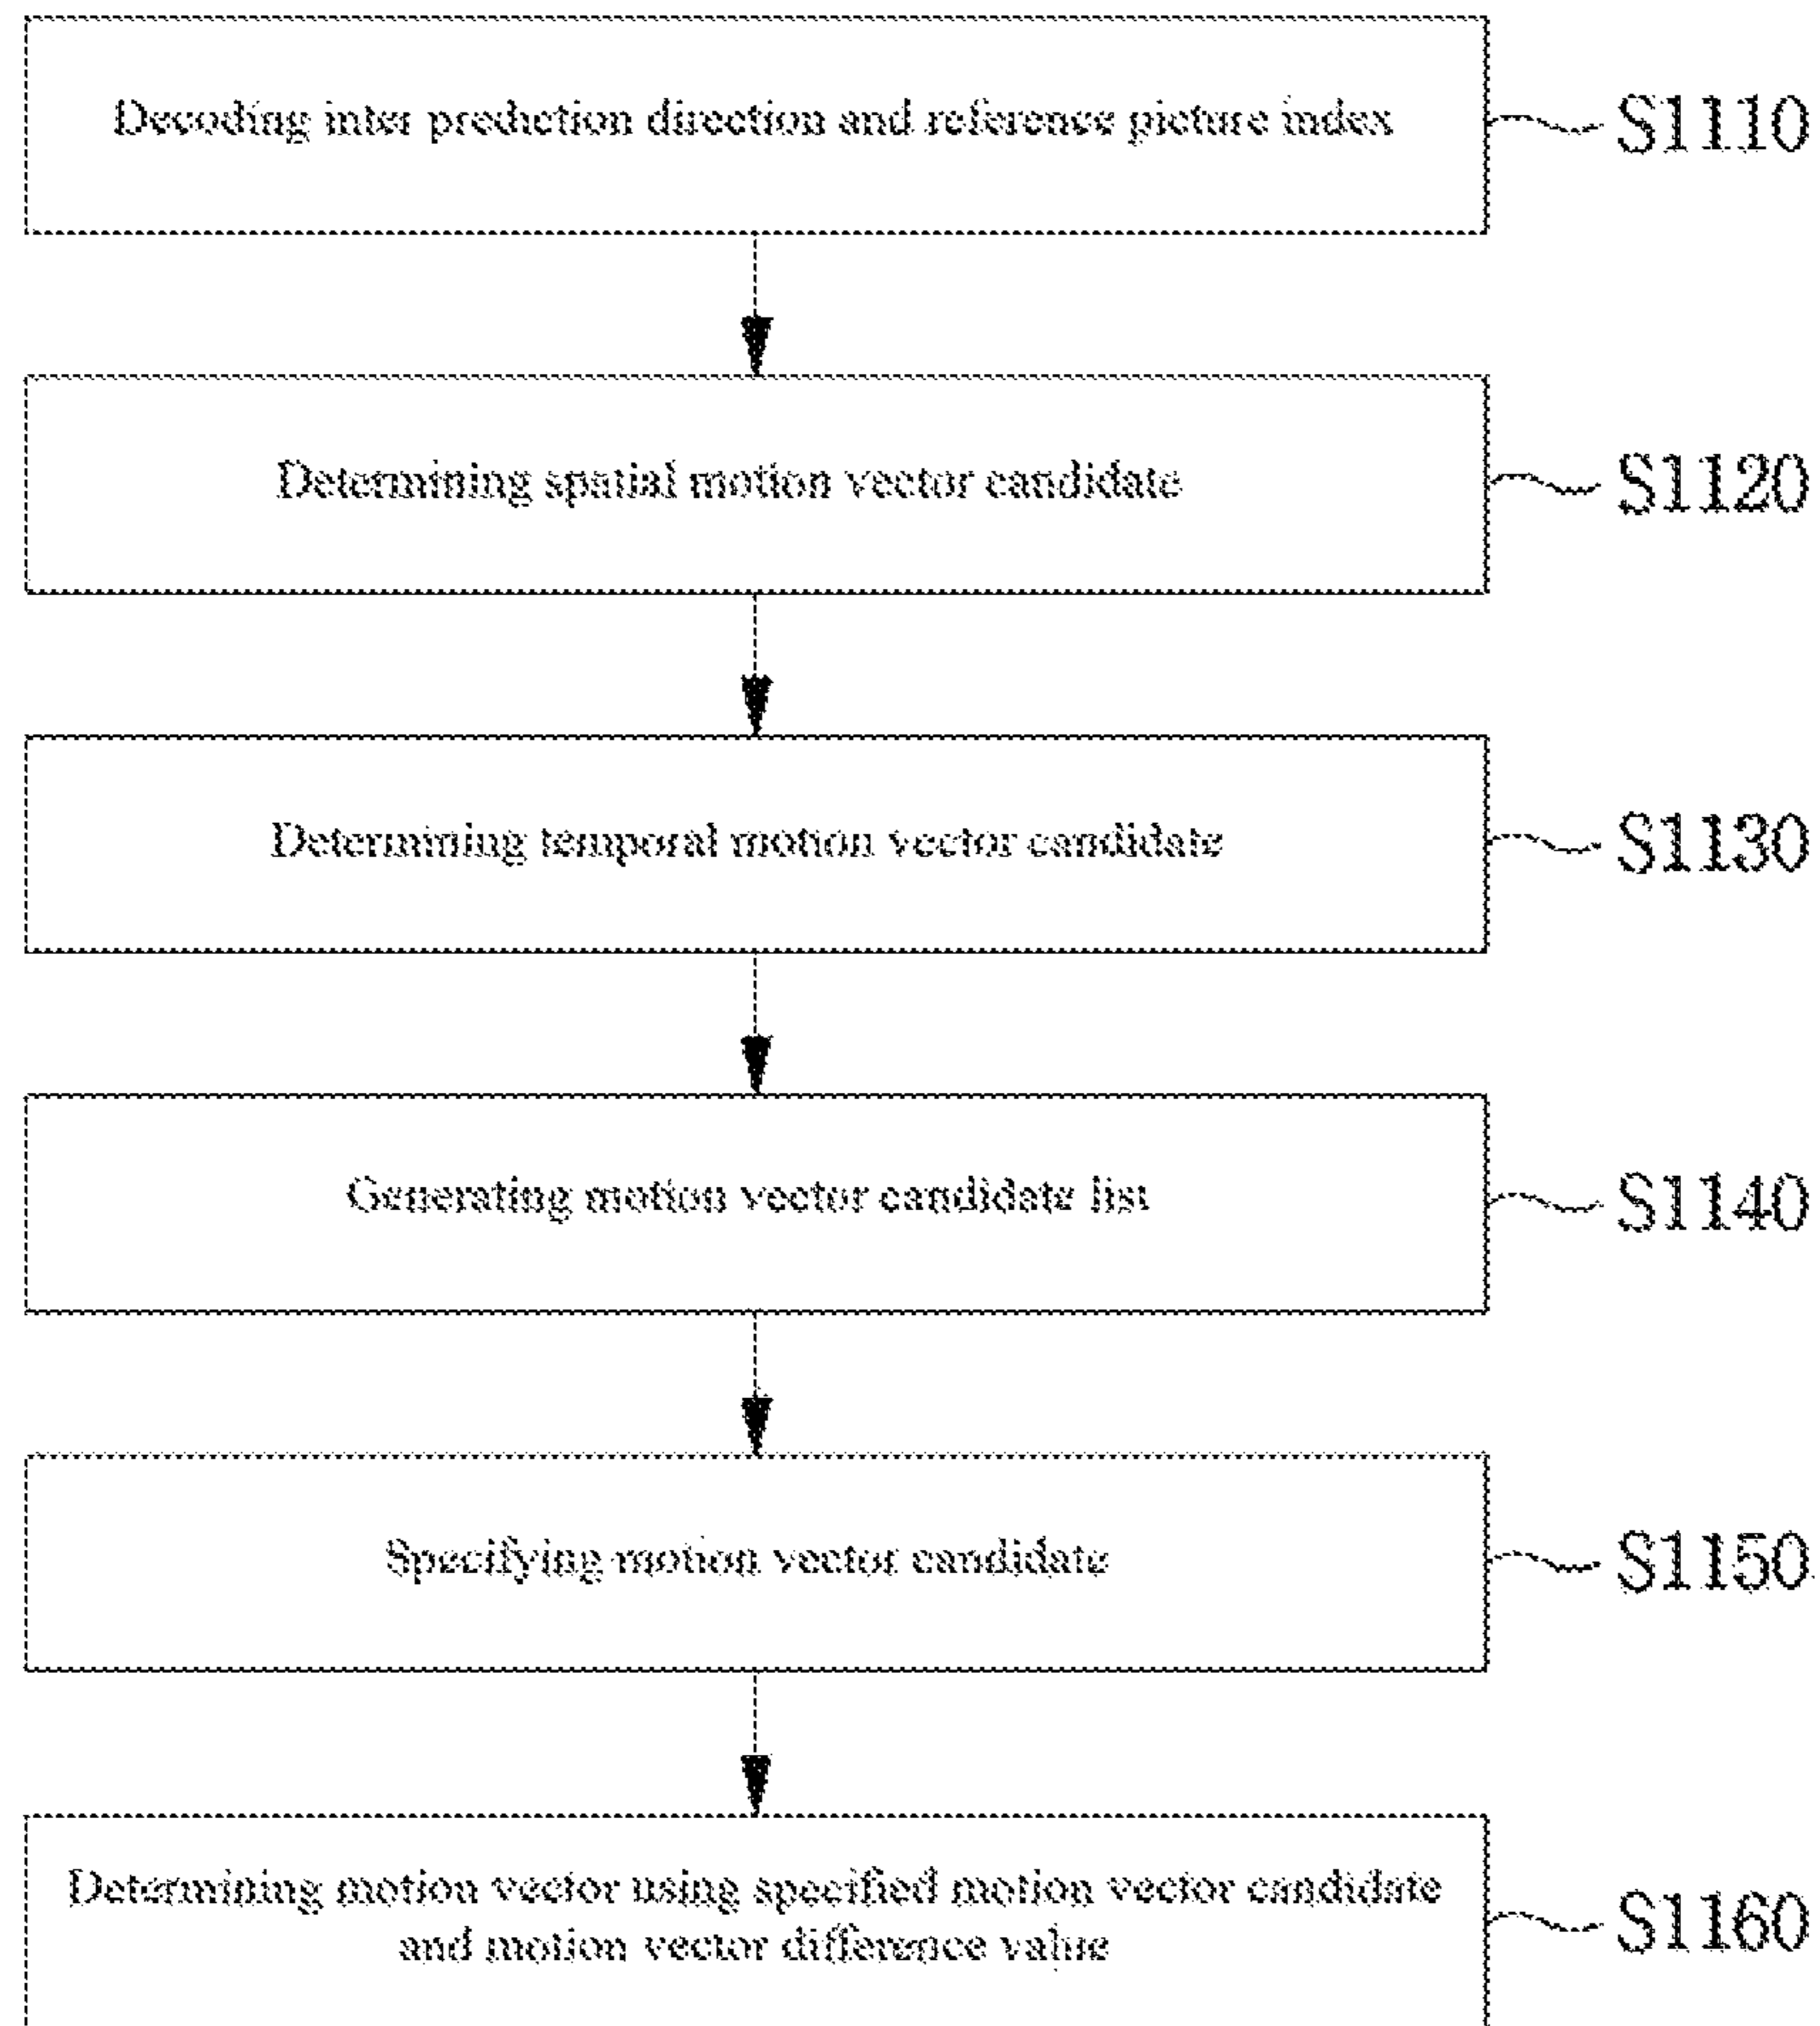 Decoding inter prediction direction and reference picture index
S1110
Determining spatial motion vector candidate
S1120
Determining temporal motion vector candidate
S1130
Generating motion vector candidate list
S1140
Specifying motion vector candidate
S1150
Determining motion vector using specified motion vector candidate
and motion vector difference value
S1160